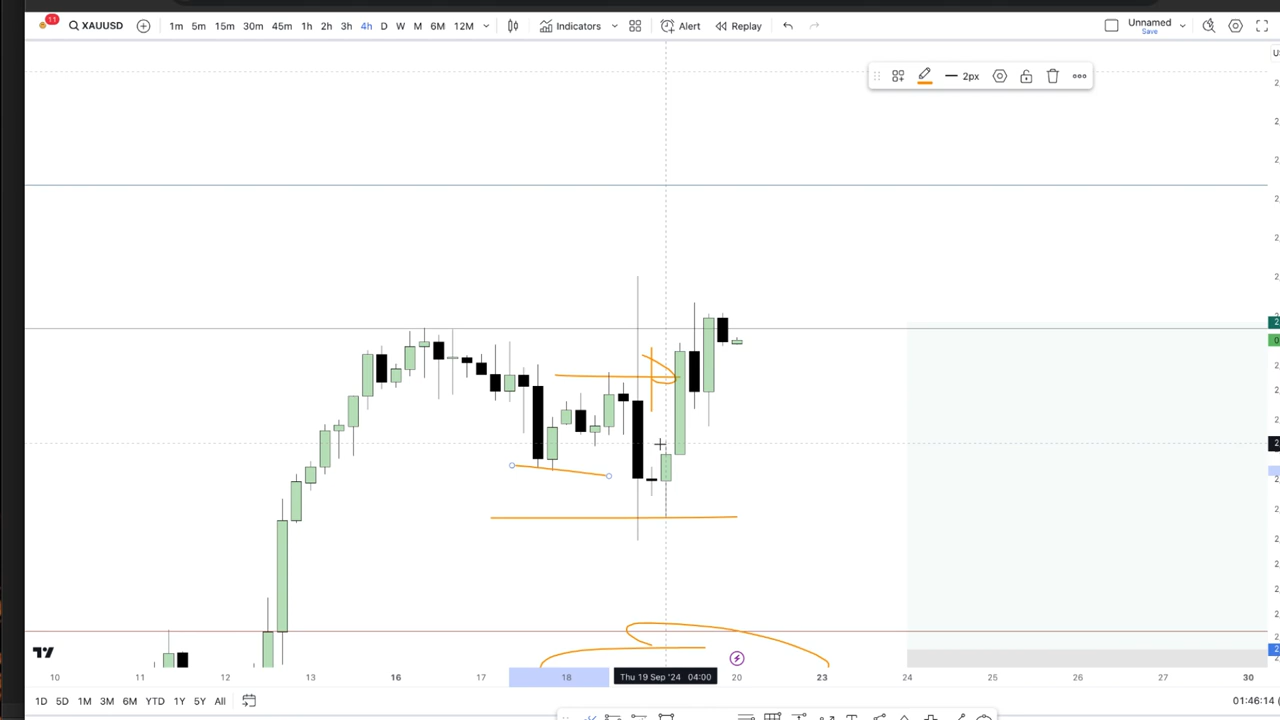 11 XAUUSD 1m 5m 15m 30m 45m 1h 2h 3h 4h D W M 6M 12M Indicators Alert Replay Unnamed
Save
2px
10 11 12 13 16 17 18 Thu 19 Sep '24 04:00 20 23 24 25 26 27 30
1D 5D 1M 3M 6M YTD 1Y 5Y All 01:46:14